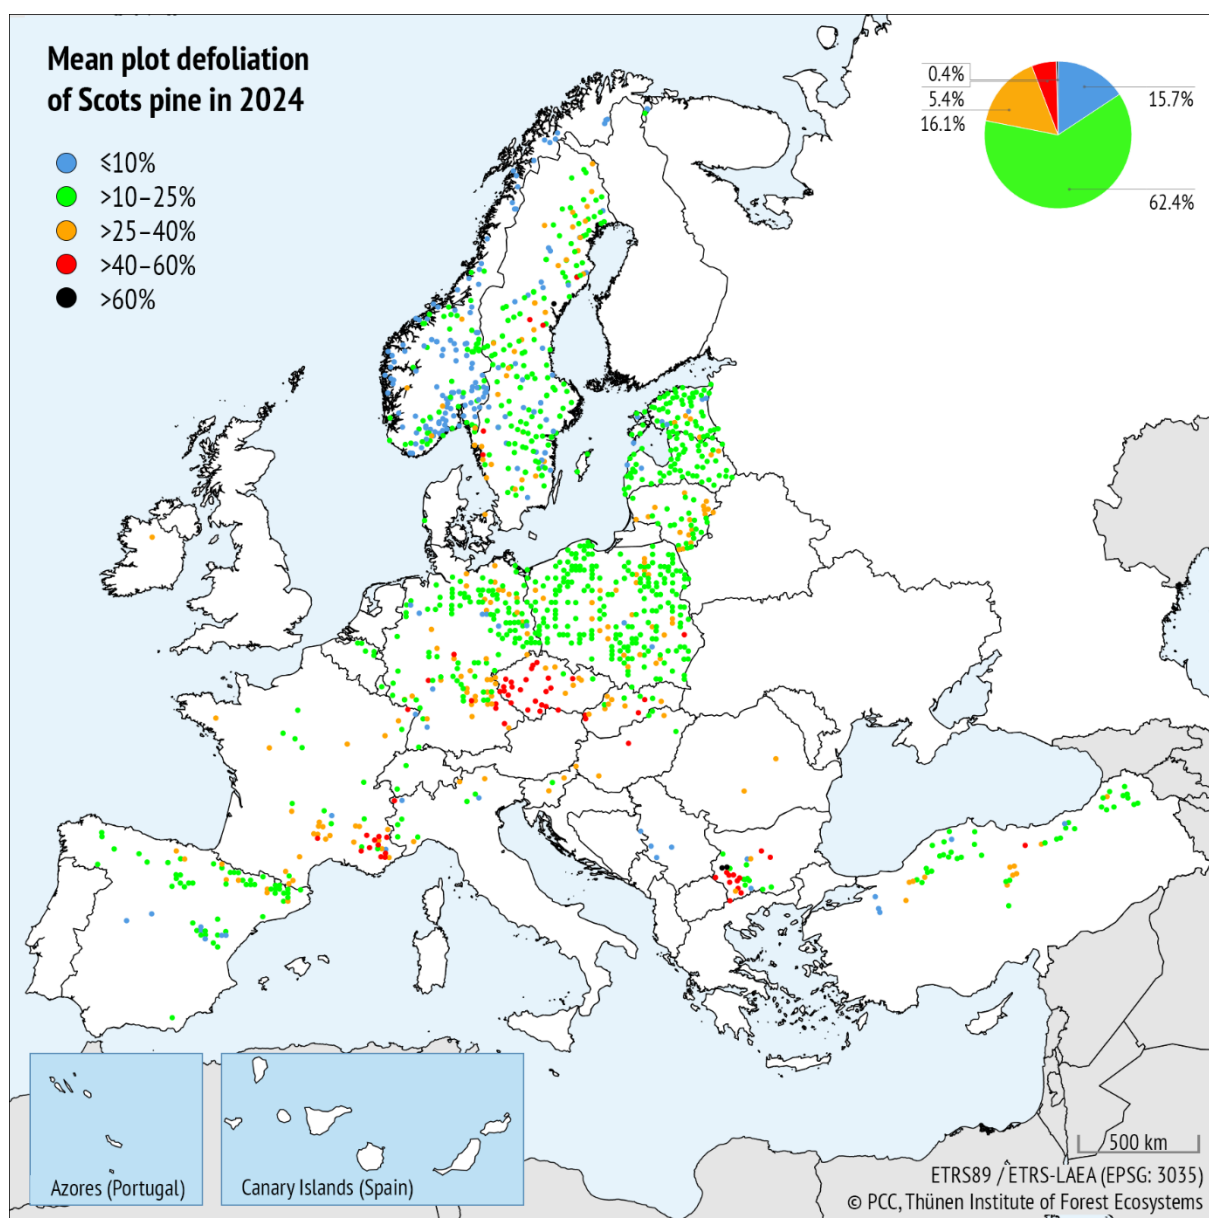 Mean plot defoliation
of Scots pine in 2024
≤10%
>10–25%
>25–40%
>40–60%
>60%
0.4%
5.4%
16.1%
15.7%
62.4%
500 km
Azores (Portugal)
Canary Islands (Spain)
ETRS89 / ETRS-LAEA (EPSG: 3035)
© PCC, Thünen Institute of Forest Ecosystems